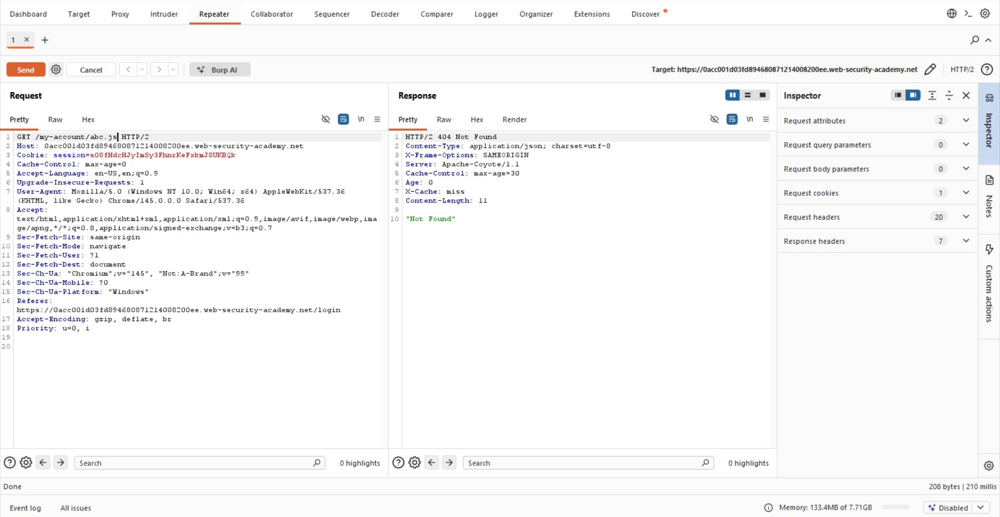 Dashboard Target Proxy Intruder Repeater Collaborator Sequencer Decoder Comparer Logger Organizer Extensions Discover
1
Send Cancel Burp AI Target: https://0acc001d03fd894680871214008200ee.web-security-academy.net HTTP/2
Request
Pretty Raw Hex \n
1 GET /my-account/abc.js HTTP/2
2 Host: 0acc001d03fd894680871214008200ee.web-security-academy.net
3 Cookie: session=sO8fHdcHJyImSy3FhnrKeFxkmJ8UKBQk
4 Cache-Control: max-age=0
5 Accept-Language: en-US,en;q=0.9
6 Upgrade-Insecure-Requests: 1
7 User-Agent: Mozilla/5.0 (Windows NT 10.0; Win64; x64) AppleWebKit/537.36
(KHTML, like Gecko) Chrome/145.0.0.0 Safari/537.36
8 Accept:
text/html,application/xhtml+xml,application/xml;q=0.9,image/avif,image/webp,ima
ge/apng,*/*;q=0.8,application/signed-exchange;v=b3;q=0.7
9 Sec-Fetch-Site: same-origin
10 Sec-Fetch-Mode: navigate
11 Sec-Fetch-User: ?1
12 Sec-Fetch-Dest: document
13 Sec-Ch-Ua: "Chromium";v="145", "Not:A-Brand";v="99"
14 Sec-Ch-Ua-Mobile: ?0
15 Sec-Ch-Ua-Platform: "Windows"
16 Referer:
https://0acc001d03fd894680871214008200ee.web-security-academy.net/login
17 Accept-Encoding: gzip, deflate, br
18 Priority: u=0, i
19
20
Search 0 highlights
Response
Pretty Raw Hex Render \n
1 HTTP/2 404 Not Found
2 Content-Type: application/json; charset=utf-8
3 X-Frame-Options: SAMEORIGIN
4 Server: Apache-Coyote/1.1
5 Cache-Control: max-age=30
6 Age: 0
7 X-Cache: miss
8 Content-Length: 11
9
10 "Not Found"
Search 0 highlights
Inspector
Request attributes 2
Request query parameters 0
Request body parameters 0
Request cookies 1
Request headers 20
Response headers 7
Inspector
Notes
Custom actions
Done 208 bytes | 210 millis
Event log All issues Memory: 133.4MB of 7.71GB Disabled